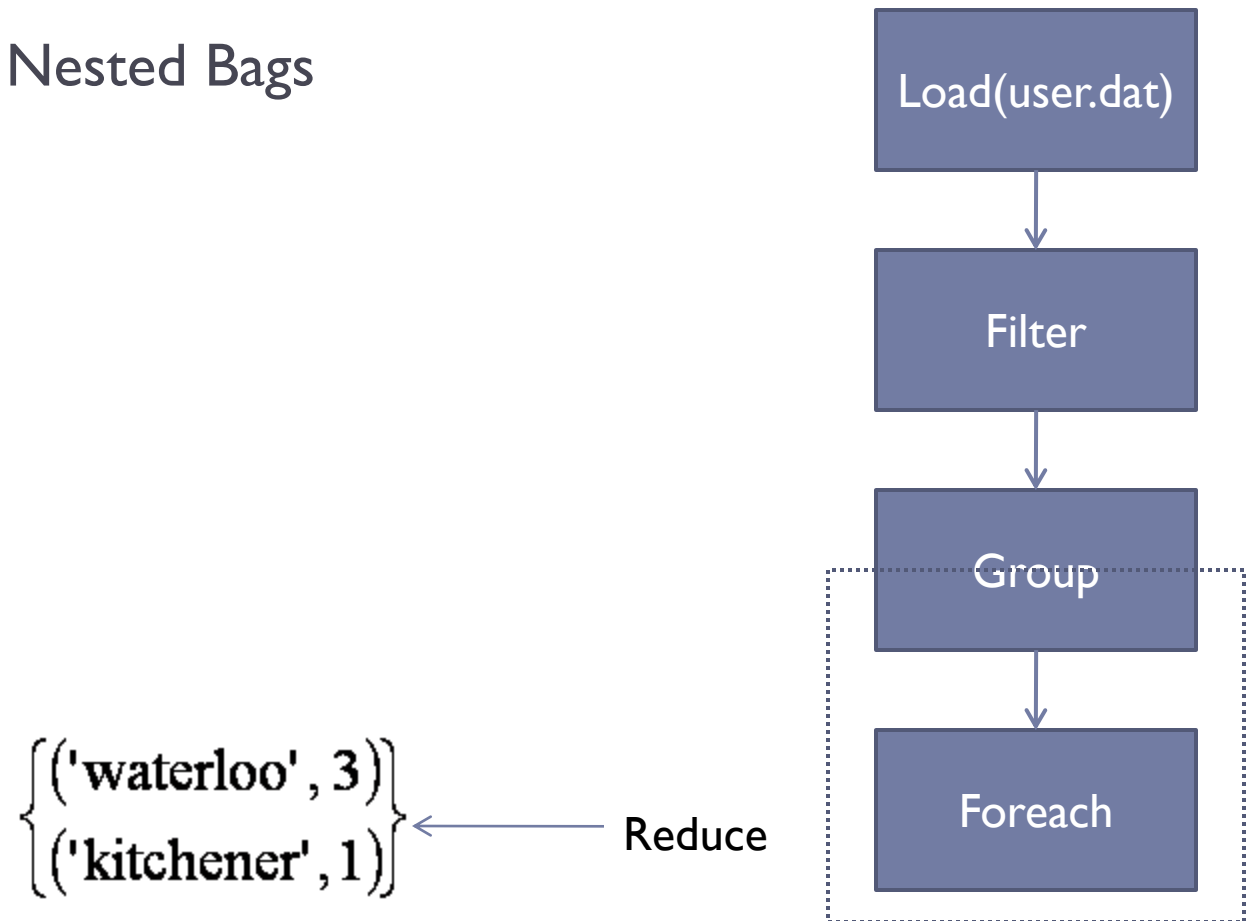 Nested Bags
Load(user.dat)
Filter
Group
Foreach
('waterloo', 3)
('kitchener', 1)
Reduce